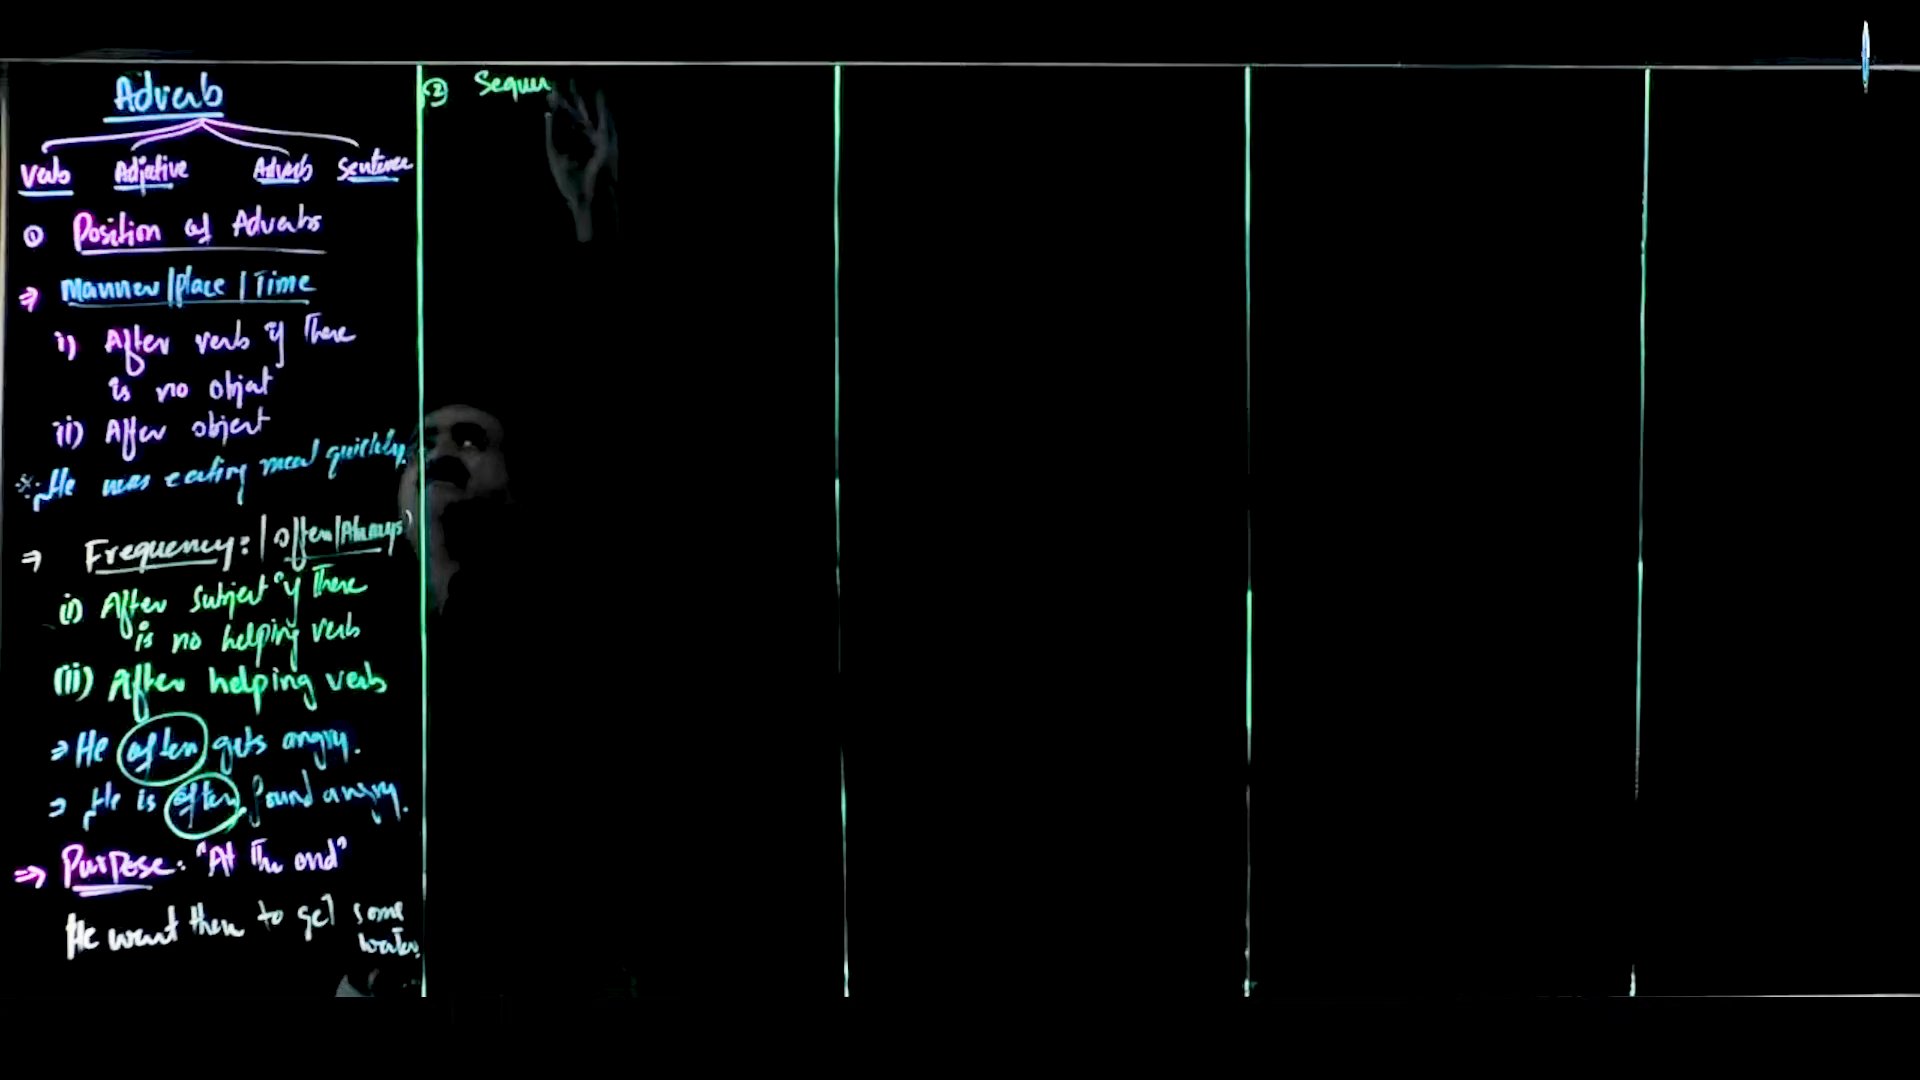 Adverb
Verb Adjective Adverb Sentence
① Position of Adverbs
⇒ Manner/Place/Time
i) After verb if there
is no object
ii) After object
He was eating meal quickly.
⇒ Frequency: (Often/Always)
(i) After subject if there
is no helping verb
(ii) After helping verb
⇒ He often gets angry.
⇒ He is often found angry.
⇒ Purpose: "At the end"
He went there to get some
water
②